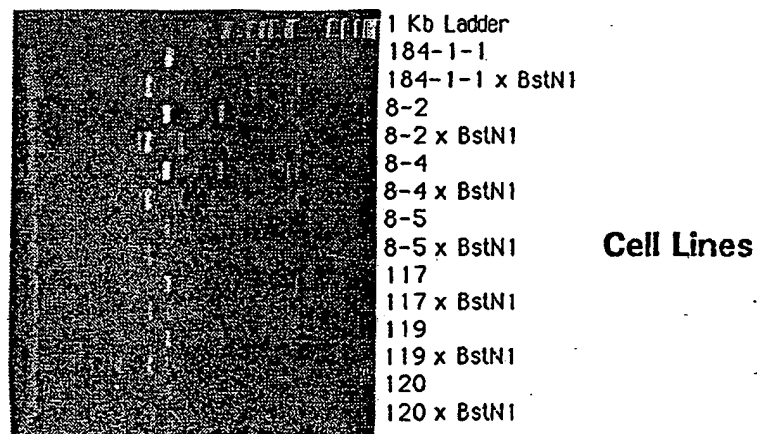 1 Kb Ladder
184-1-1
184-1-1 x BstN1
8-2
8-2 x BstN1
8-4
8-4 x BstN1
8-5
8-5 x BstN1
Cell Lines
117
117 x BstN1
119
119 x BstN1
120
120 x BstN1